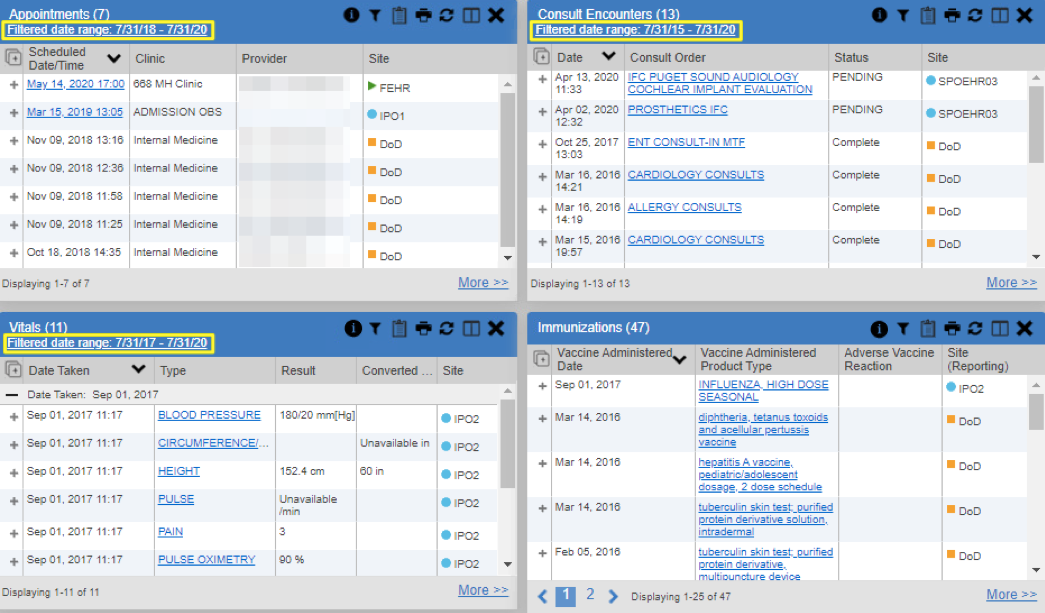 Appointments (7)
Filtered date range: 7/31/18 - 7/31/20
Scheduled Date/Time Clinic Provider Site
May 14, 2020 17:00 668 MH Clinic FEHR
Mar 15, 2019 13:05 ADMISSION OBS IPO1
Nov 09, 2018 13:16 Internal Medicine DoD
Nov 09, 2018 12:36 Internal Medicine DoD
Nov 09, 2018 11:58 Internal Medicine DoD
Nov 09, 2018 11:25 Internal Medicine DoD
Oct 18, 2018 14:35 Internal Medicine DoD
Displaying 1-7 of 7 More >>
Consult Encounters (13)
Filtered date range: 7/31/15 - 7/31/20
Date Consult Order Status Site
Apr 13, 2020 IFC PUGET SOUND AUDIOLOGY PENDING SPOEHR03
11:33 COCHLEAR IMPLANT EVALUATION
Apr 02, 2020 PROSTHETICS IFC PENDING SPOEHR03
12:32
Oct 25, 2017 ENT CONSULT-IN MTF Complete DoD
13:03
Mar 16, 2016 CARDIOLOGY CONSULTS Complete DoD
14:21
Mar 16, 2016 ALLERGY CONSULTS Complete DoD
14:19
Mar 15, 2016 CARDIOLOGY CONSULTS Complete DoD
19:57
Displaying 1-13 of 13 More >>
Vitals (11)
Filtered date range: 7/31/17 - 7/31/20
Date Taken Type Result Converted ... Site
Date Taken: Sep 01, 2017
Sep 01, 2017 11:17 BLOOD PRESSURE 180/20 mm[Hg] IPO2
Sep 01, 2017 11:17 CIRCUMFERENCE/... Unavailable in IPO2
Sep 01, 2017 11:17 HEIGHT 152.4 cm 60 in IPO2
Sep 01, 2017 11:17 PULSE Unavailable IPO2
/min
Sep 01, 2017 11:17 PAIN 3 IPO2
Sep 01, 2017 11:17 PULSE OXIMETRY 90 % IPO2
Displaying 1-11 of 11 More >>
Immunizations (47)
Vaccine Administered Vaccine Administered Adverse Vaccine Site
Date Product Type Reaction (Reporting)
Sep 01, 2017 INFLUENZA, HIGH DOSE IPO2
SEASONAL
Mar 14, 2016 diphtheria, tetanus toxoids DoD
and acellular pertussis
vaccine
Mar 14, 2016 hepatitis A vaccine, DoD
pediatric/adolescent
dosage, 2 dose schedule
Mar 14, 2016 tuberculin skin test; purified DoD
protein derivative solution,
intradermal
Feb 05, 2016 tuberculin skin test; purified DoD
protein derivative,
multipuncture device
1 2 Displaying 1-25 of 47 More >>